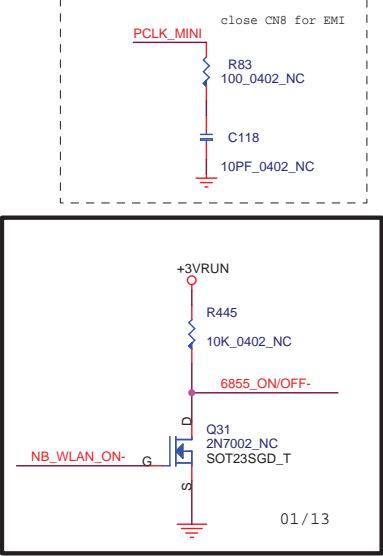 close CN8 for EMI
PCLK_MINI
R83
100_0402_NC
C118
10PF_0402_NC
+3VRUN
R445
10K_0402_NC
6855_ON/OFF-
D
Q31
2N7002_NC
SOT23SGD_T
NB_WLAN_ON-
G
S
01/13